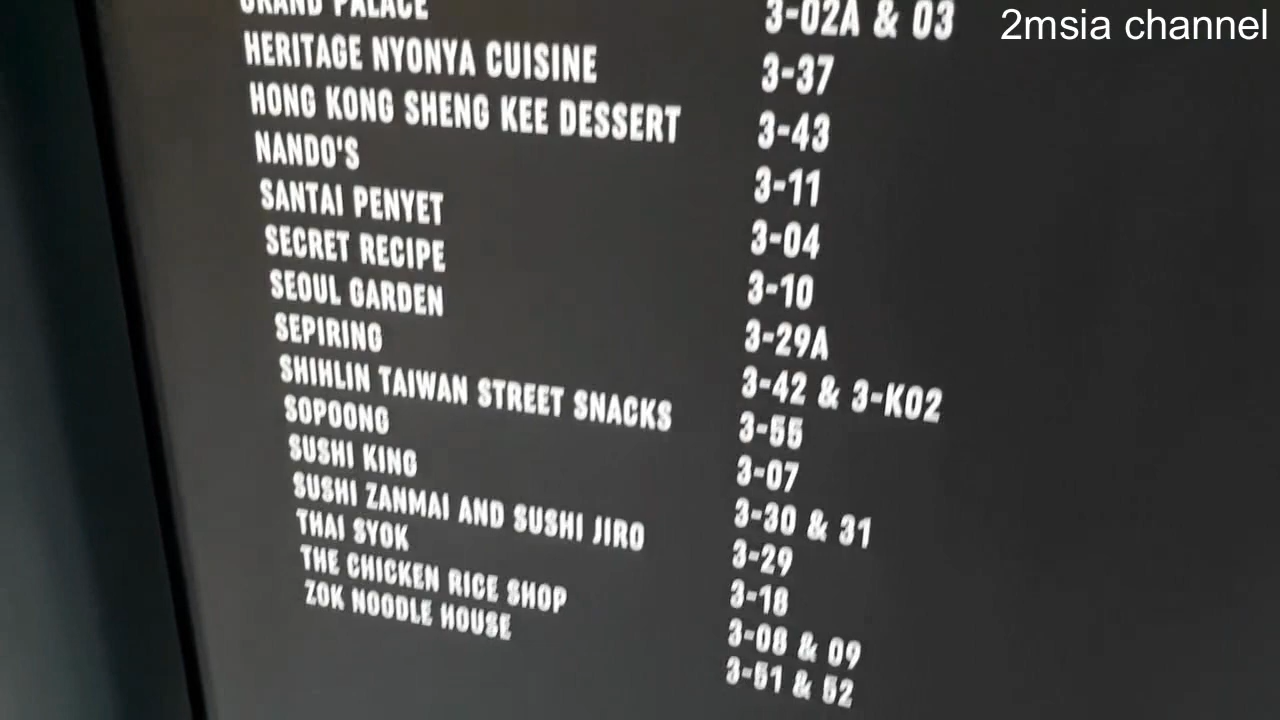 2msia channel
GRAND PALACE 3-02A & 03
HERITAGE NYONYA CUISINE 3-37
HONG KONG SHENG KEE DESSERT 3-43
NANDO'S 3-11
SANTAI PENYET 3-04
SECRET RECIPE 3-10
SEOUL GARDEN 3-29A
SEPIRING 3-42 & 3-K02
SHIHLIN TAIWAN STREET SNACKS 3-55
SOPOONG 3-07
SUSHI KING 3-30 & 31
SUSHI ZANMAI AND SUSHI JIRO 3-29
THAI SYOK 3-18
THE CHICKEN RICE SHOP 3-08 & 09
ZOK NOODLE HOUSE 3-51 & 52